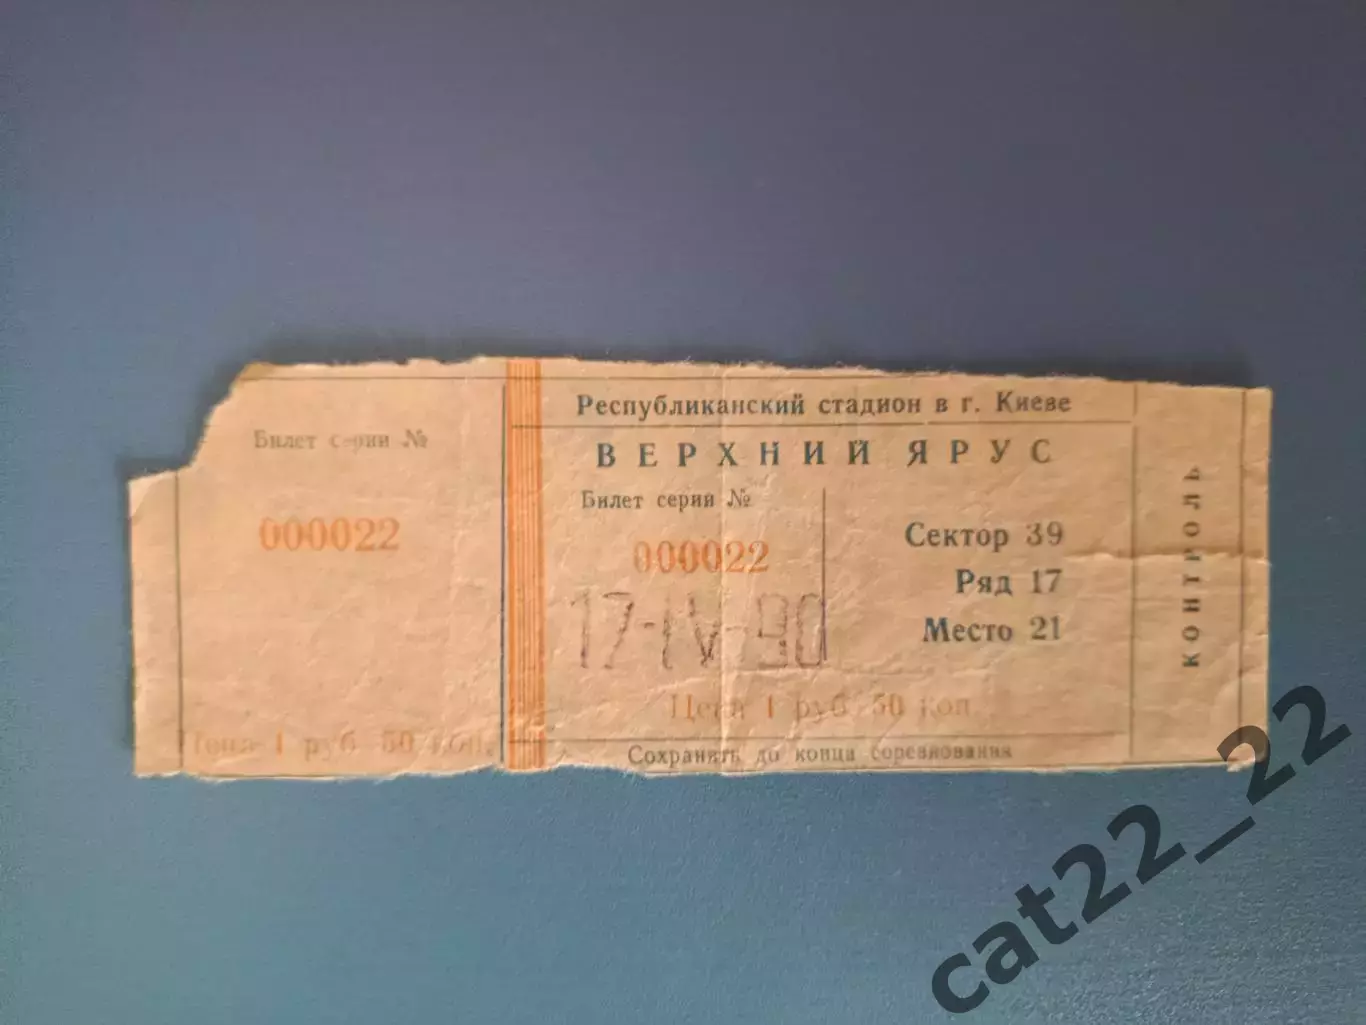 Билет серии №
000022
Цена 1 руб 50 коп.
Республиканский стадион в г. Киеве
ВЕРХНИЙ ЯРУС
Билет серии №
000022
17-IV-90
Сектор 39
Ряд 17
Место 21
Цена 1 руб 50 коп.
Сохранять до конца соревнования
КОНТРОЛЬ
cat22_22